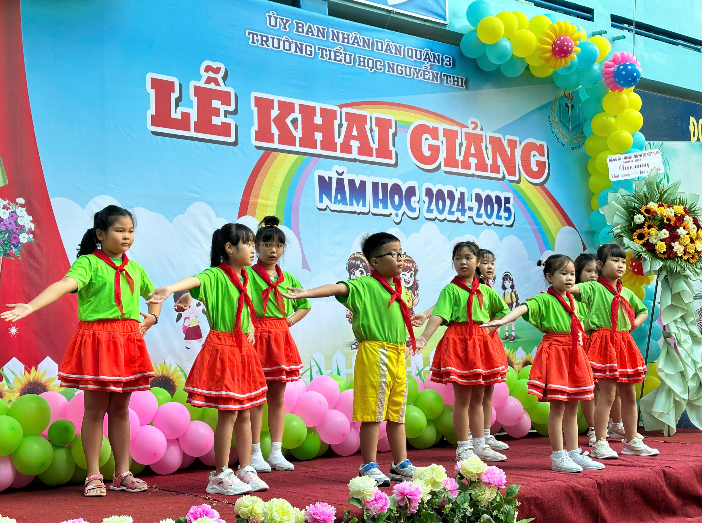 ỦY BAN NHÂN DÂN QUẬN 3
TRƯỜNG TIỂU HỌC NGUYỄN THI
LỄ KHAI GIẢNG
NĂM HỌC 2024-2025